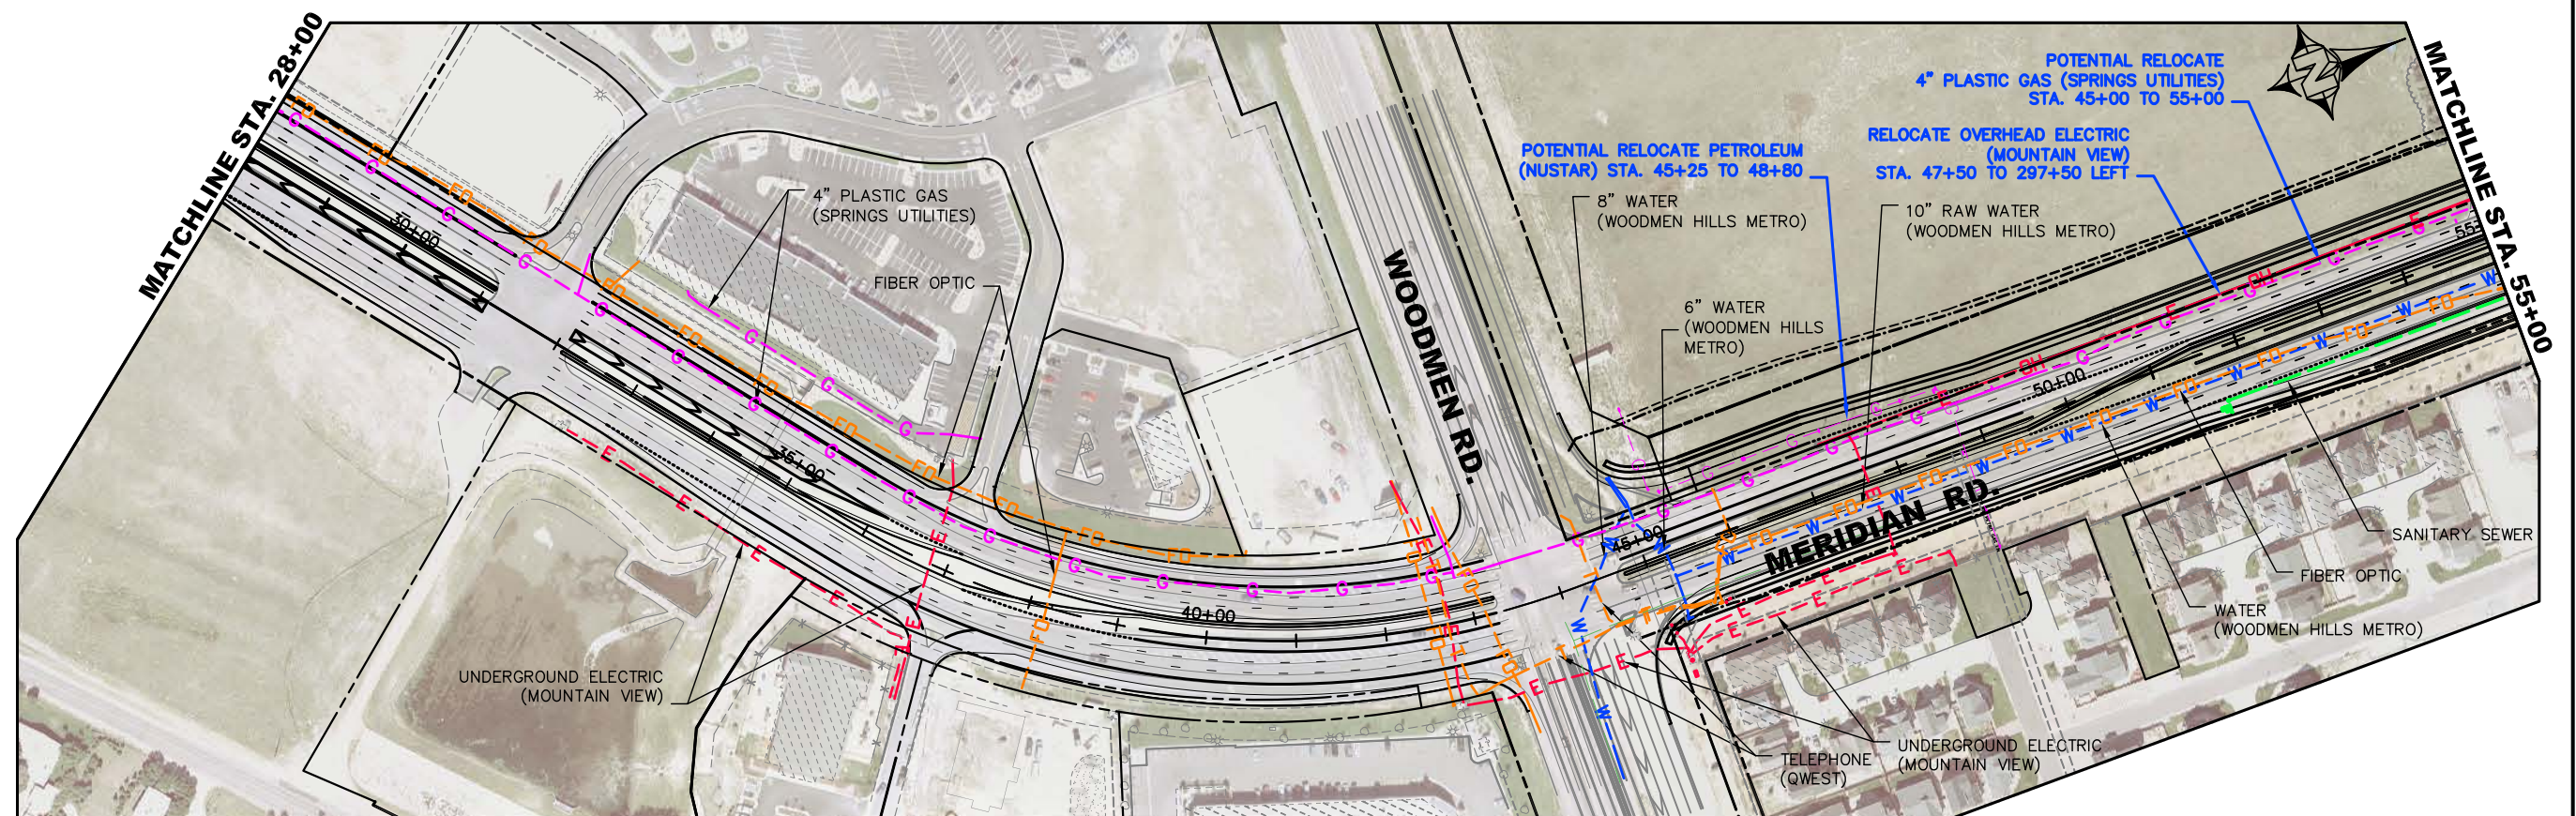 MATCHLINE STA. 28+00
POTENTIAL RELOCATE
4" PLASTIC GAS (SPRINGS UTILITIES)
STA. 45+00 TO 55+00
MATCHLINE STA. 55+00
RELOCATE OVERHEAD ELECTRIC
(MOUNTAIN VIEW)
STA. 47+50 TO 297+50 LEFT
POTENTIAL RELOCATE PETROLEUM
(NUSTAR) STA. 45+25 TO 48+80
4" PLASTIC GAS
(SPRINGS UTILITIES)
8" WATER
(WOODMEN HILLS METRO)
10" RAW WATER
(WOODMEN HILLS METRO)
FIBER OPTIC
6" WATER
(WOODMEN HILLS
METRO)
WOODMEN RD.
30+00
35+00
40+00
45+00
50+00
MERIDIAN RD.
SANITARY SEWER
FIBER OPTIC
WATER
(WOODMEN HILLS METRO)
UNDERGROUND ELECTRIC
(MOUNTAIN VIEW)
UNDERGROUND ELECTRIC
(MOUNTAIN VIEW)
TELEPHONE
(QWEST)